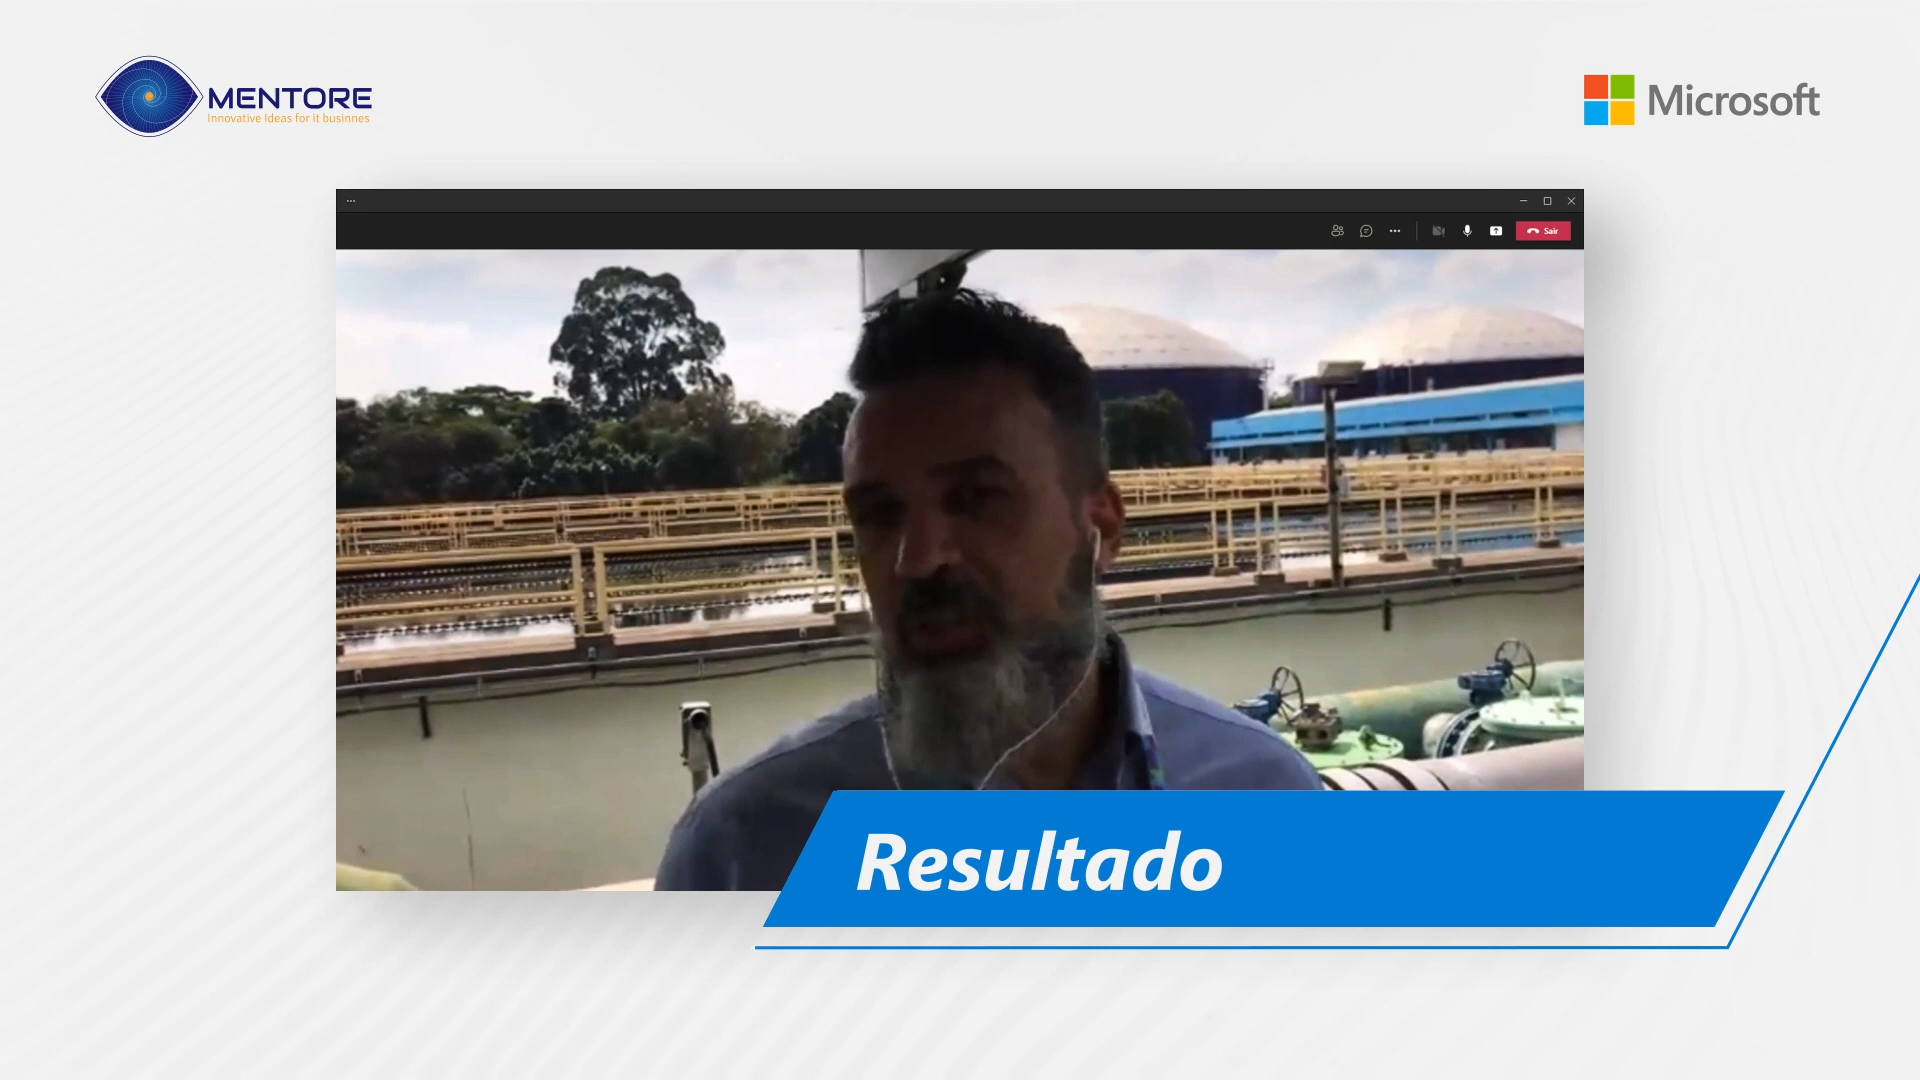 MENTORE
Innovative Ideas for it businnes
Microsoft
Sair
Resultado